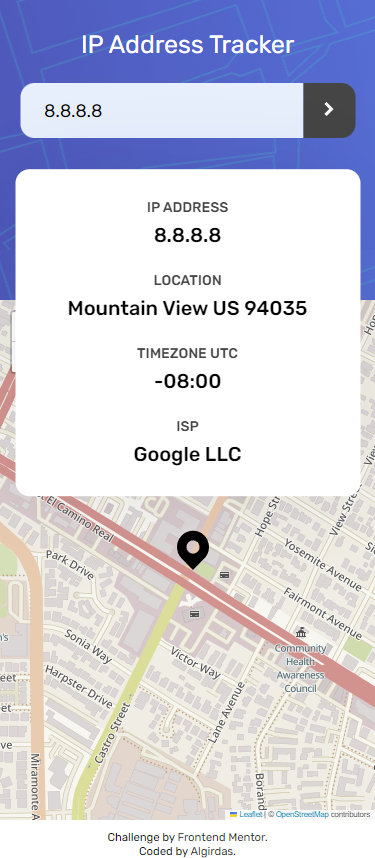 IP Address Tracker
8.8.8.8
IP ADDRESS
8.8.8.8
LOCATION
Mountain View US 94035
TIMEZONE UTC
-08:00
ISP
Google LLC
El Camino Real
Hope St
View Stre
Park Drive
Yosemite Avenue
Fairmont Avenue
Sonia Way
Victor Way
Community
Health
Awareness
Council
Harpster Drive
Castro Street
Lane Avenue
Miramonte A
Leaflet | © OpenStreetMap contributors
Challenge by Frontend Mentor.
Coded by Algirdas.